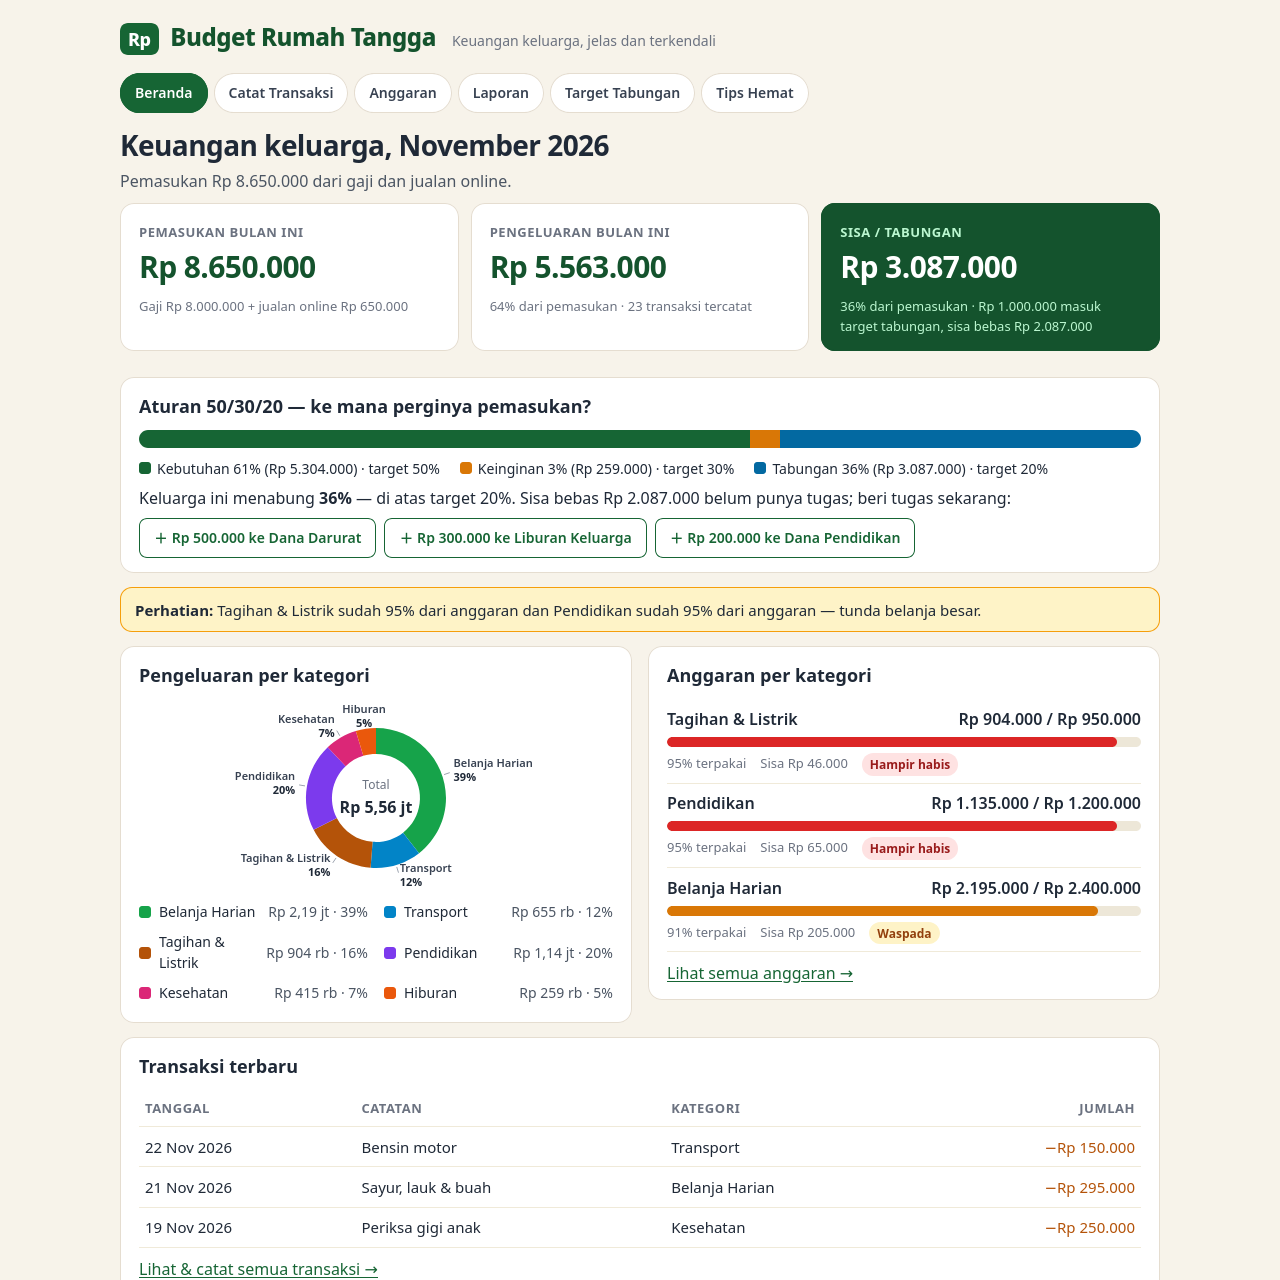 Rp Budget Rumah Tangga Keuangan keluarga, jelas dan terkendali
Beranda Catat Transaksi Anggaran Laporan Target Tabungan Tips Hemat
Keuangan keluarga, November 2026
Pemasukan Rp 8.650.000 dari gaji dan jualan online.
PEMASUKAN BULAN INI
Rp 8.650.000
Gaji Rp 8.000.000 + jualan online Rp 650.000
PENGELUARAN BULAN INI
Rp 5.563.000
64% dari pemasukan · 23 transaksi tercatat
SISA / TABUNGAN
Rp 3.087.000
36% dari pemasukan · Rp 1.000.000 masuk
target tabungan, sisa bebas Rp 2.087.000
Aturan 50/30/20 — ke mana perginya pemasukan?
Kebutuhan 61% (Rp 5.304.000) · target 50% Keinginan 3% (Rp 259.000) · target 30% Tabungan 36% (Rp 3.087.000) · target 20%
Keluarga ini menabung 36% — di atas target 20%. Sisa bebas Rp 2.087.000 belum punya tugas; beri tugas sekarang:
+ Rp 500.000 ke Dana Darurat + Rp 300.000 ke Liburan Keluarga + Rp 200.000 ke Dana Pendidikan
Perhatian: Tagihan & Listrik sudah 95% dari anggaran dan Pendidikan sudah 95% dari anggaran — tunda belanja besar.
Pengeluaran per kategori
Hiburan
5%
Kesehatan
7%
Belanja Harian
39%
Pendidikan
20%
Total
Rp 5,56 jt
Tagihan & Listrik
16%
Transport
12%
Belanja Harian Rp 2,19 jt · 39% Transport Rp 655 rb · 12%
Tagihan &
Listrik Rp 904 rb · 16% Pendidikan Rp 1,14 jt · 20%
Kesehatan Rp 415 rb · 7% Hiburan Rp 259 rb · 5%
Anggaran per kategori
Tagihan & Listrik Rp 904.000 / Rp 950.000
95% terpakai Sisa Rp 46.000 Hampir habis
Pendidikan Rp 1.135.000 / Rp 1.200.000
95% terpakai Sisa Rp 65.000 Hampir habis
Belanja Harian Rp 2.195.000 / Rp 2.400.000
91% terpakai Sisa Rp 205.000 Waspada
Lihat semua anggaran →
Transaksi terbaru
TANGGAL CATATAN KATEGORI JUMLAH
22 Nov 2026 Bensin motor Transport −Rp 150.000
21 Nov 2026 Sayur, lauk & buah Belanja Harian −Rp 295.000
19 Nov 2026 Periksa gigi anak Kesehatan −Rp 250.000
Lihat & catat semua transaksi →